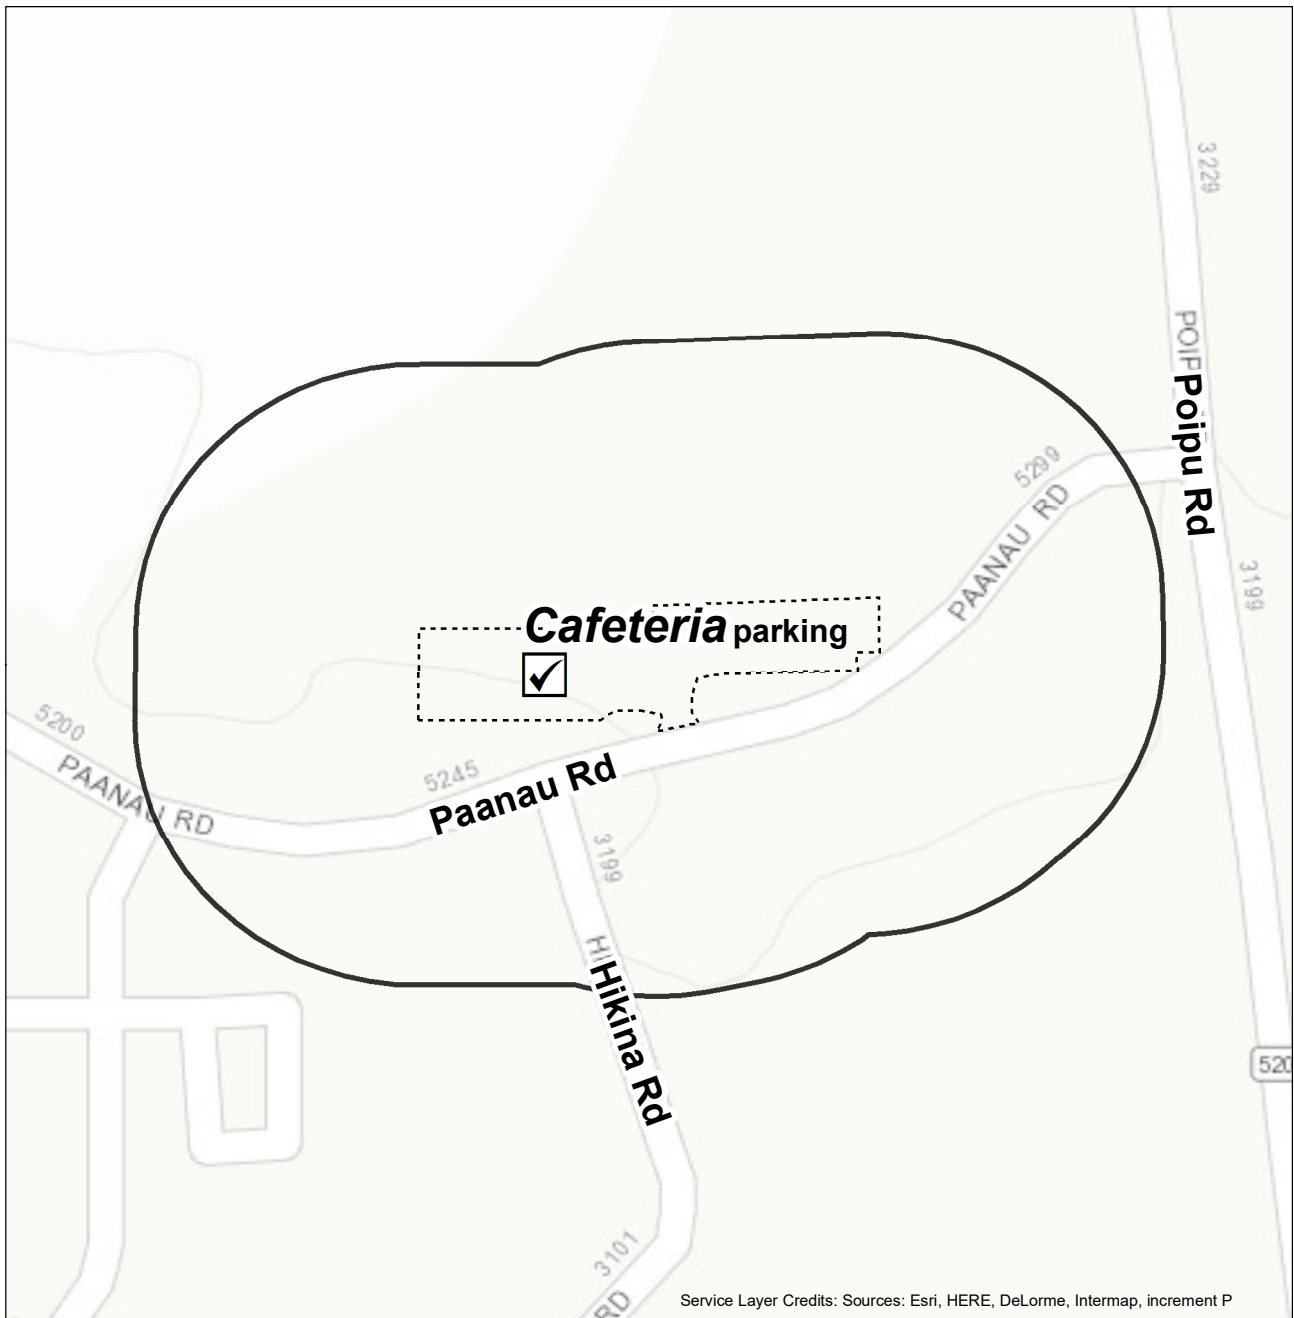 3229
POIP
Poipu Rd
5299
PAANAU RD
3199
Cafeteria parking
5200
PAANAU RD
5245
Paanau Rd
3199
HI
Hikina Rd
520
3101
RD
Service Layer Credits: Sources: Esri, HERE, DeLorme, Intermap, increment P